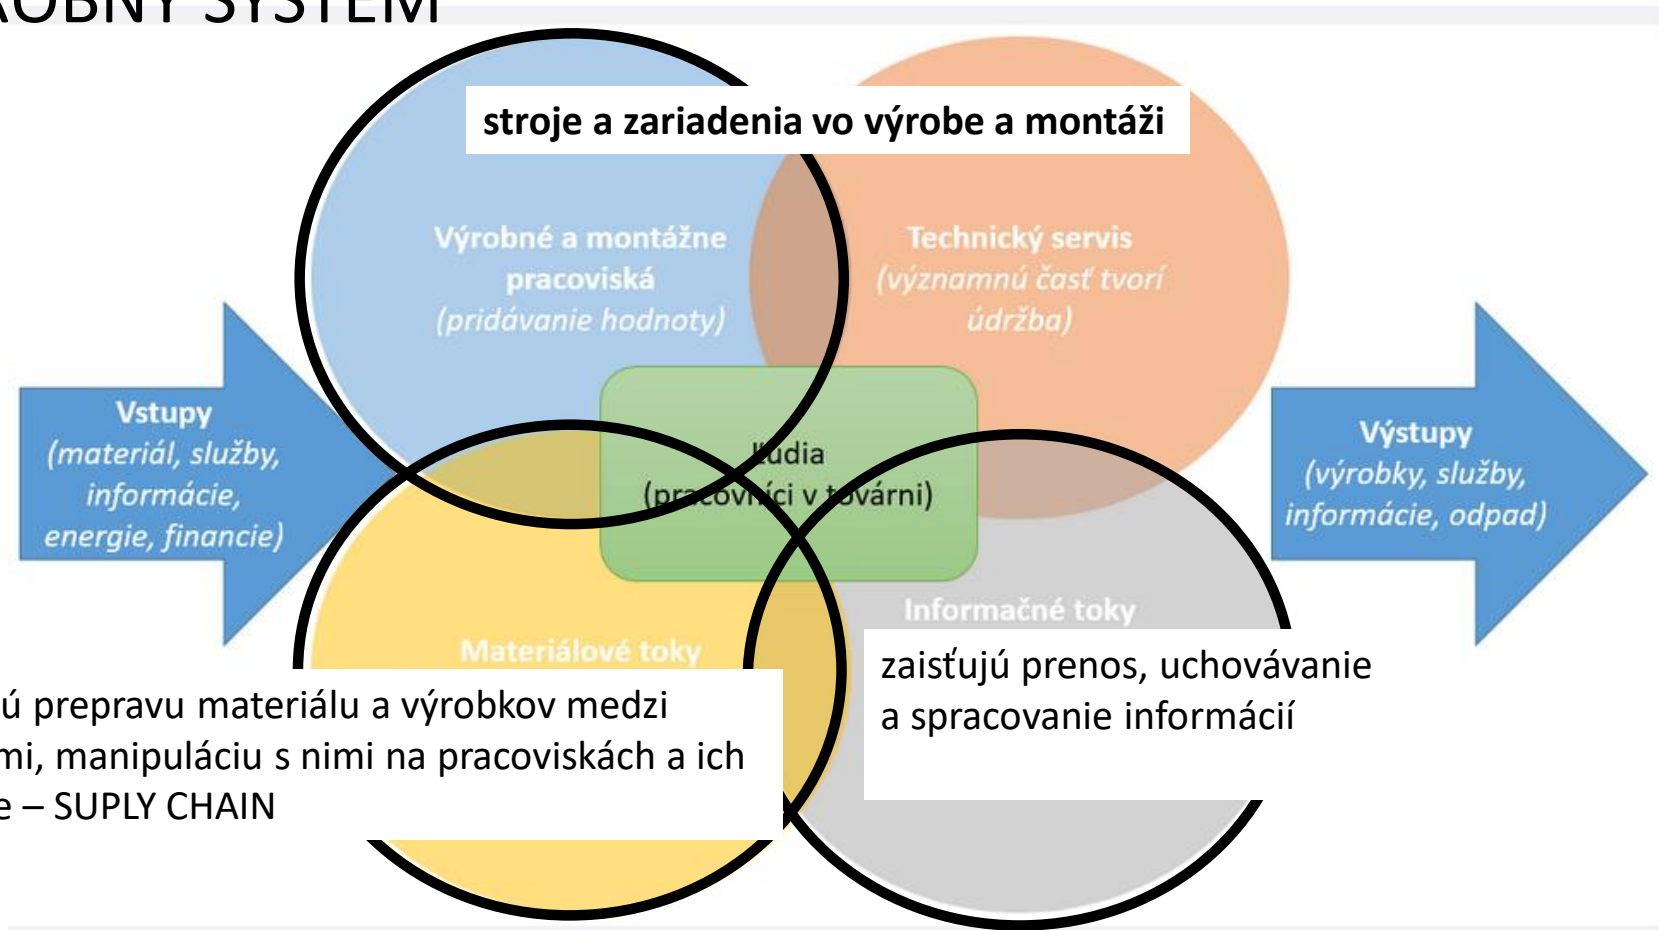 ROBNÝ SYSTÉM
stroje a zariadenia vo výrobe a montáži
Výrobné a montážne
pracoviská
(pridávanie hodnoty)
Technický servis
(významnú časť tvorí
údržba)
Vstupy
(materiál, služby,
informácie,
energie, financie)
Ľudia
(pracovníci v továrni)
Výstupy
(výrobky, služby,
informácie, odpad)
Materiálové toky
ú prepravu materiálu a výrobkov medzi
mi, manipuláciu s nimi na pracoviskách a ich
e – SUPLY CHAIN
Informačné toky
zaisťujú prenos, uchovávanie
a spracovanie informácií